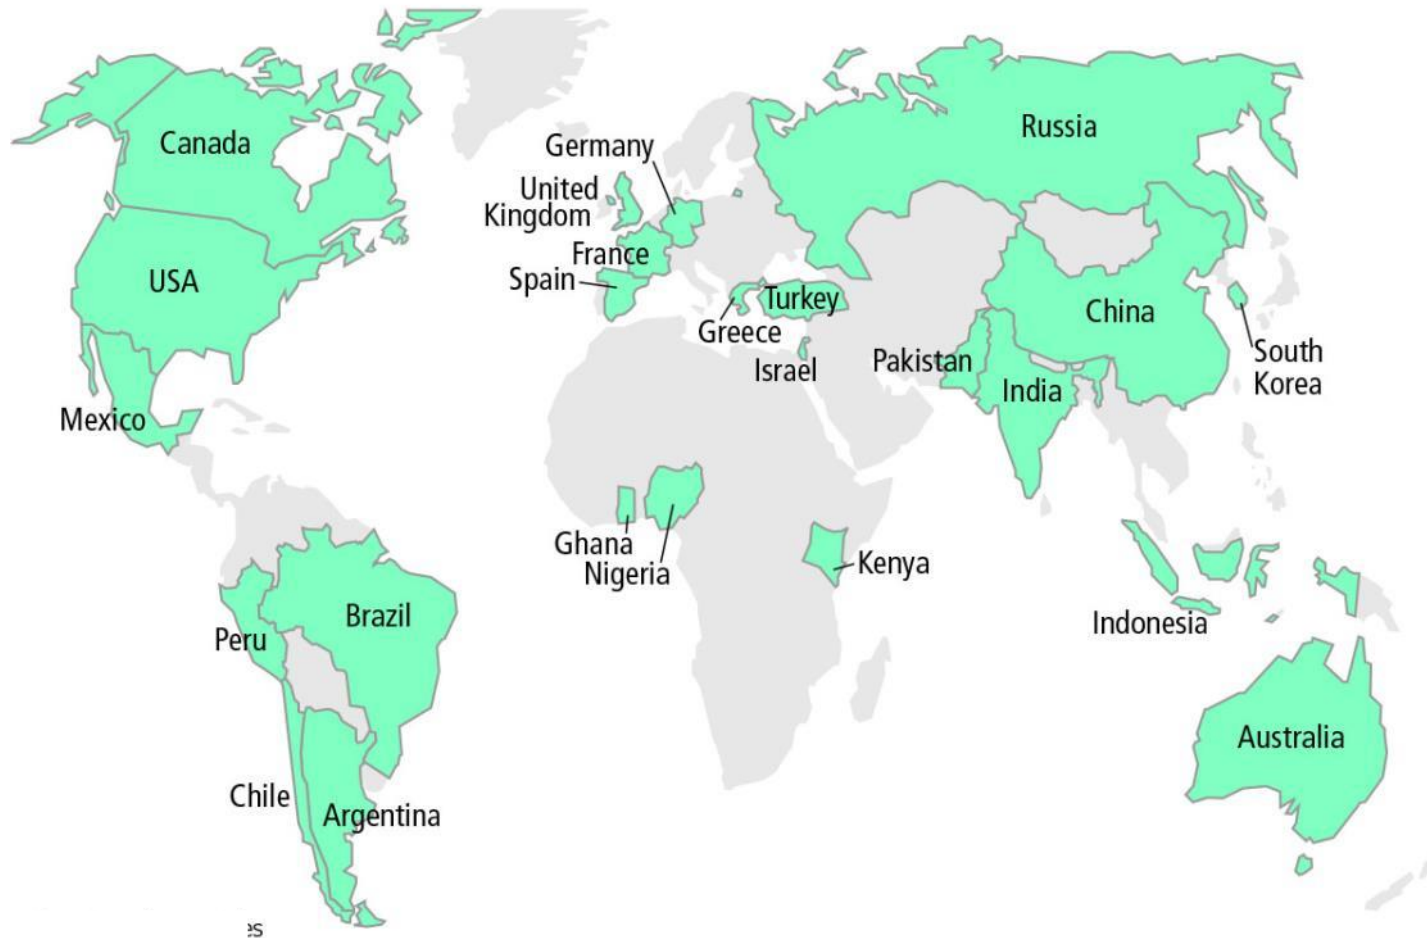 Canada
Russia
Germany
United
Kingdom
France
Spain
USA
Turkey
China
Greece
Israel
Pakistan
India
South
Korea
Mexico
Ghana
Nigeria
Kenya
Brazil
Peru
Indonesia
Australia
Chile
Argentina
es